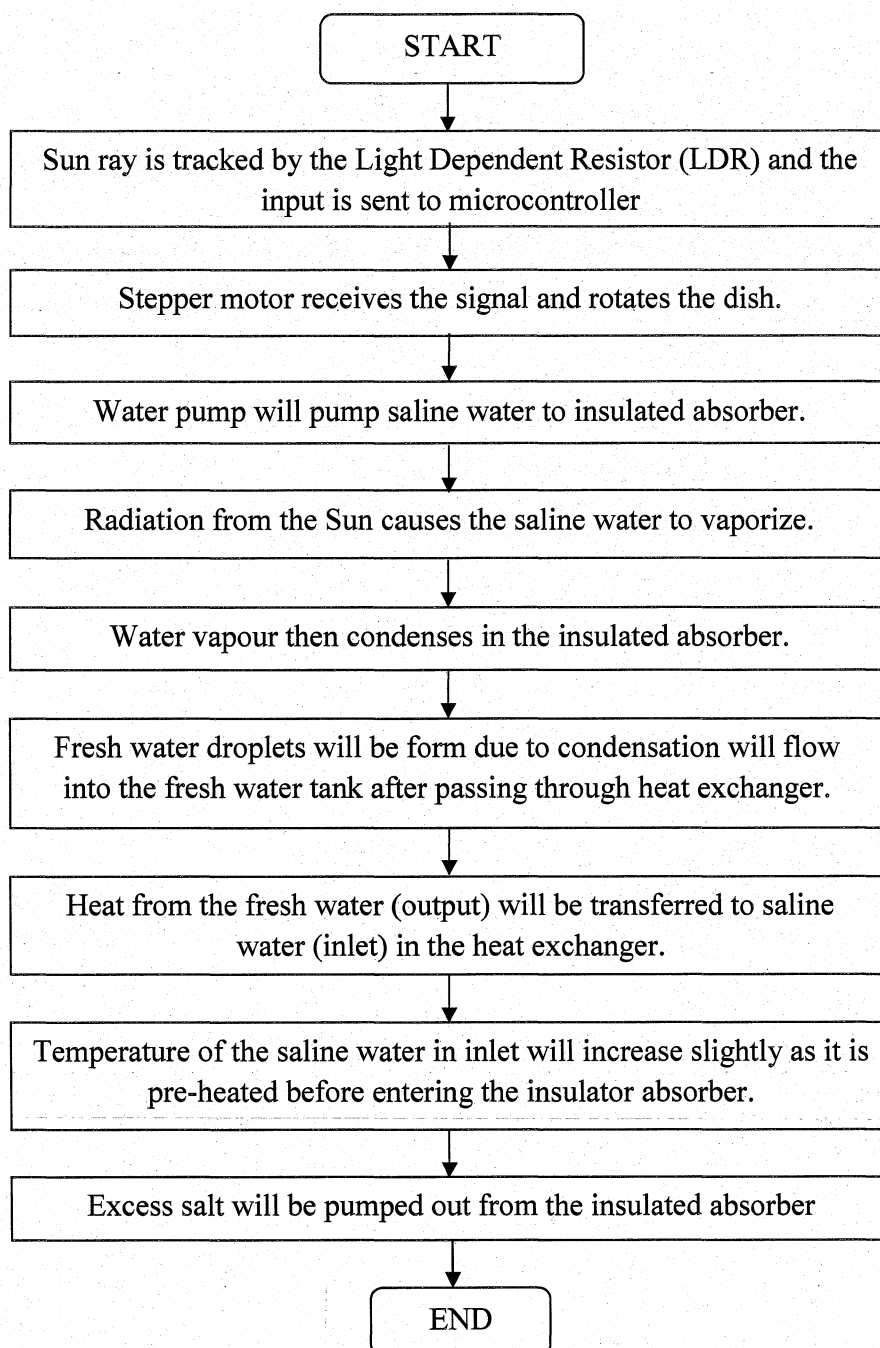 START
Sun ray is tracked by the Light Dependent Resistor (LDR) and the
input is sent to microcontroller
Stepper motor receives the signal and rotates the dish.
Water pump will pump saline water to insulated absorber.
Radiation from the Sun causes the saline water to vaporize.
Water vapour then condenses in the insulated absorber.
Fresh water droplets will be form due to condensation will flow
into the fresh water tank after passing through heat exchanger.
Heat from the fresh water (output) will be transferred to saline
water (inlet) in the heat exchanger.
Temperature of the saline water in inlet will increase slightly as it is
pre-heated before entering the insulator absorber.
Excess salt will be pumped out from the insulated absorber
END